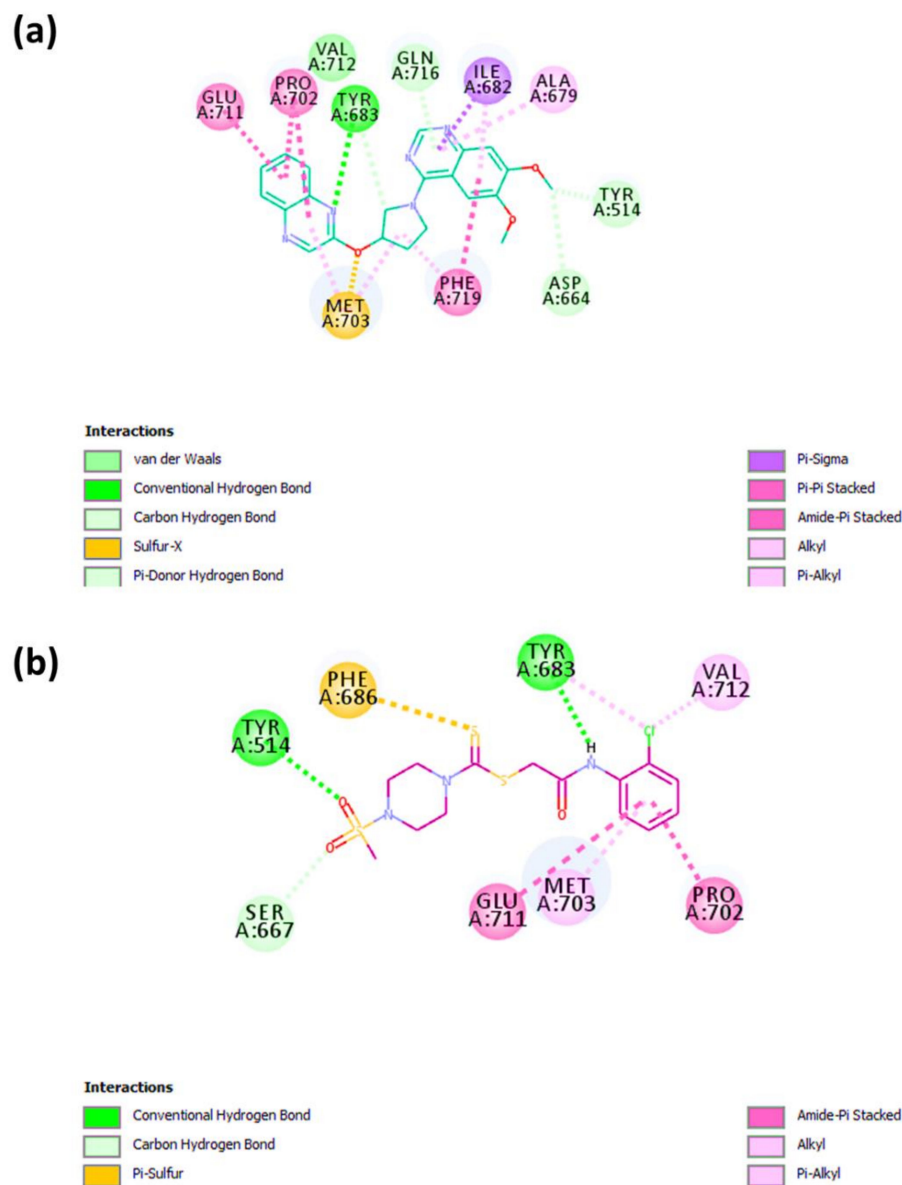 (a)
VAL
A:712
GLN
A:716
ILE
A:682
ALA
A:679
GLU
A:711
PRO
A:702
TYR
A:683
TYR
A:514
MET
A:703
PHE
A:719
ASP
A:664
N
N
N
N
N
O
O
O
Interactions
van der Waals
Conventional Hydrogen Bond
Carbon Hydrogen Bond
Sulfur-X
Pi-Donor Hydrogen Bond
Pi-Sigma
Pi-Pi Stacked
Amide-Pi Stacked
Alkyl
Pi-Alkyl
(b)
PHE
A:686
TYR
A:683
VAL
A:712
TYR
A:514
S
H
Cl
N
N
S
N
O
O
S
O
SER
A:667
GLU
A:711
MET
A:703
PRO
A:702
Interactions
Conventional Hydrogen Bond
Carbon Hydrogen Bond
Pi-Sulfur
Amide-Pi Stacked
Alkyl
Pi-Alkyl